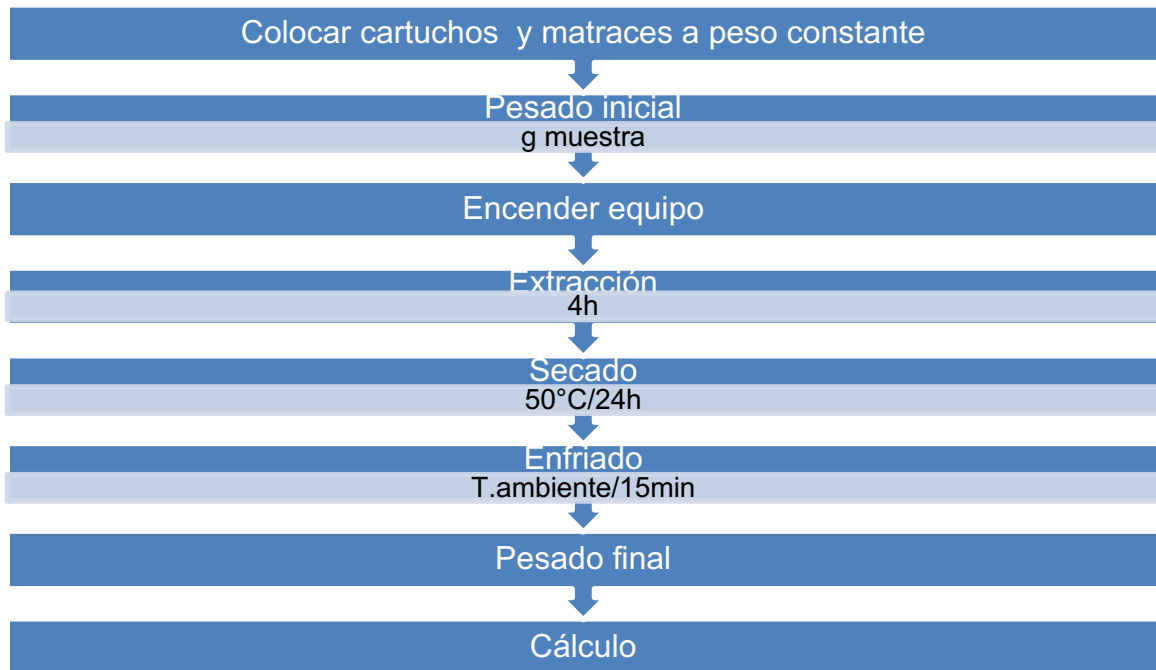 Colocar cartuchos y matraces a peso constante
Pesado inicial
g muestra
Encender equipo
Extracción
4h
Secado
50°C/24h
Enfriado
T.ambiente/15min
Pesado final
Cálculo